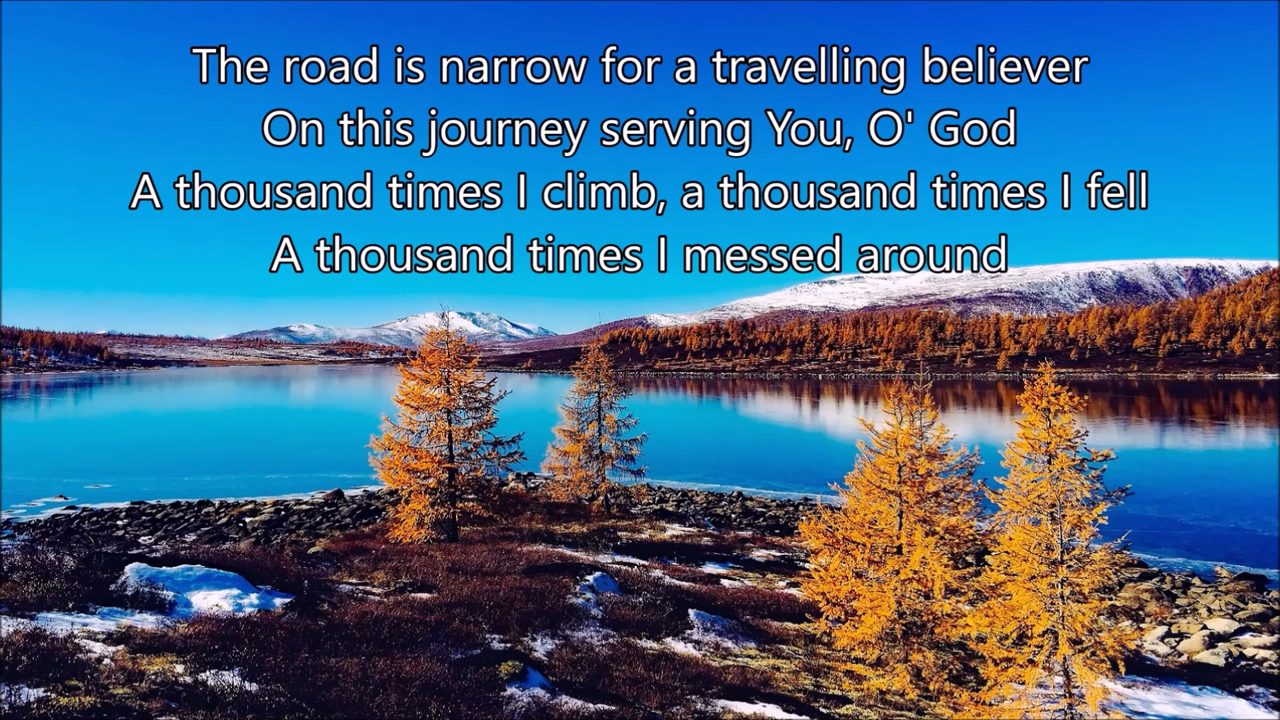 The road is narrow for a travelling believer
On this journey serving You, O' God
A thousand times I climb, a thousand times I fell
A thousand times I messed around